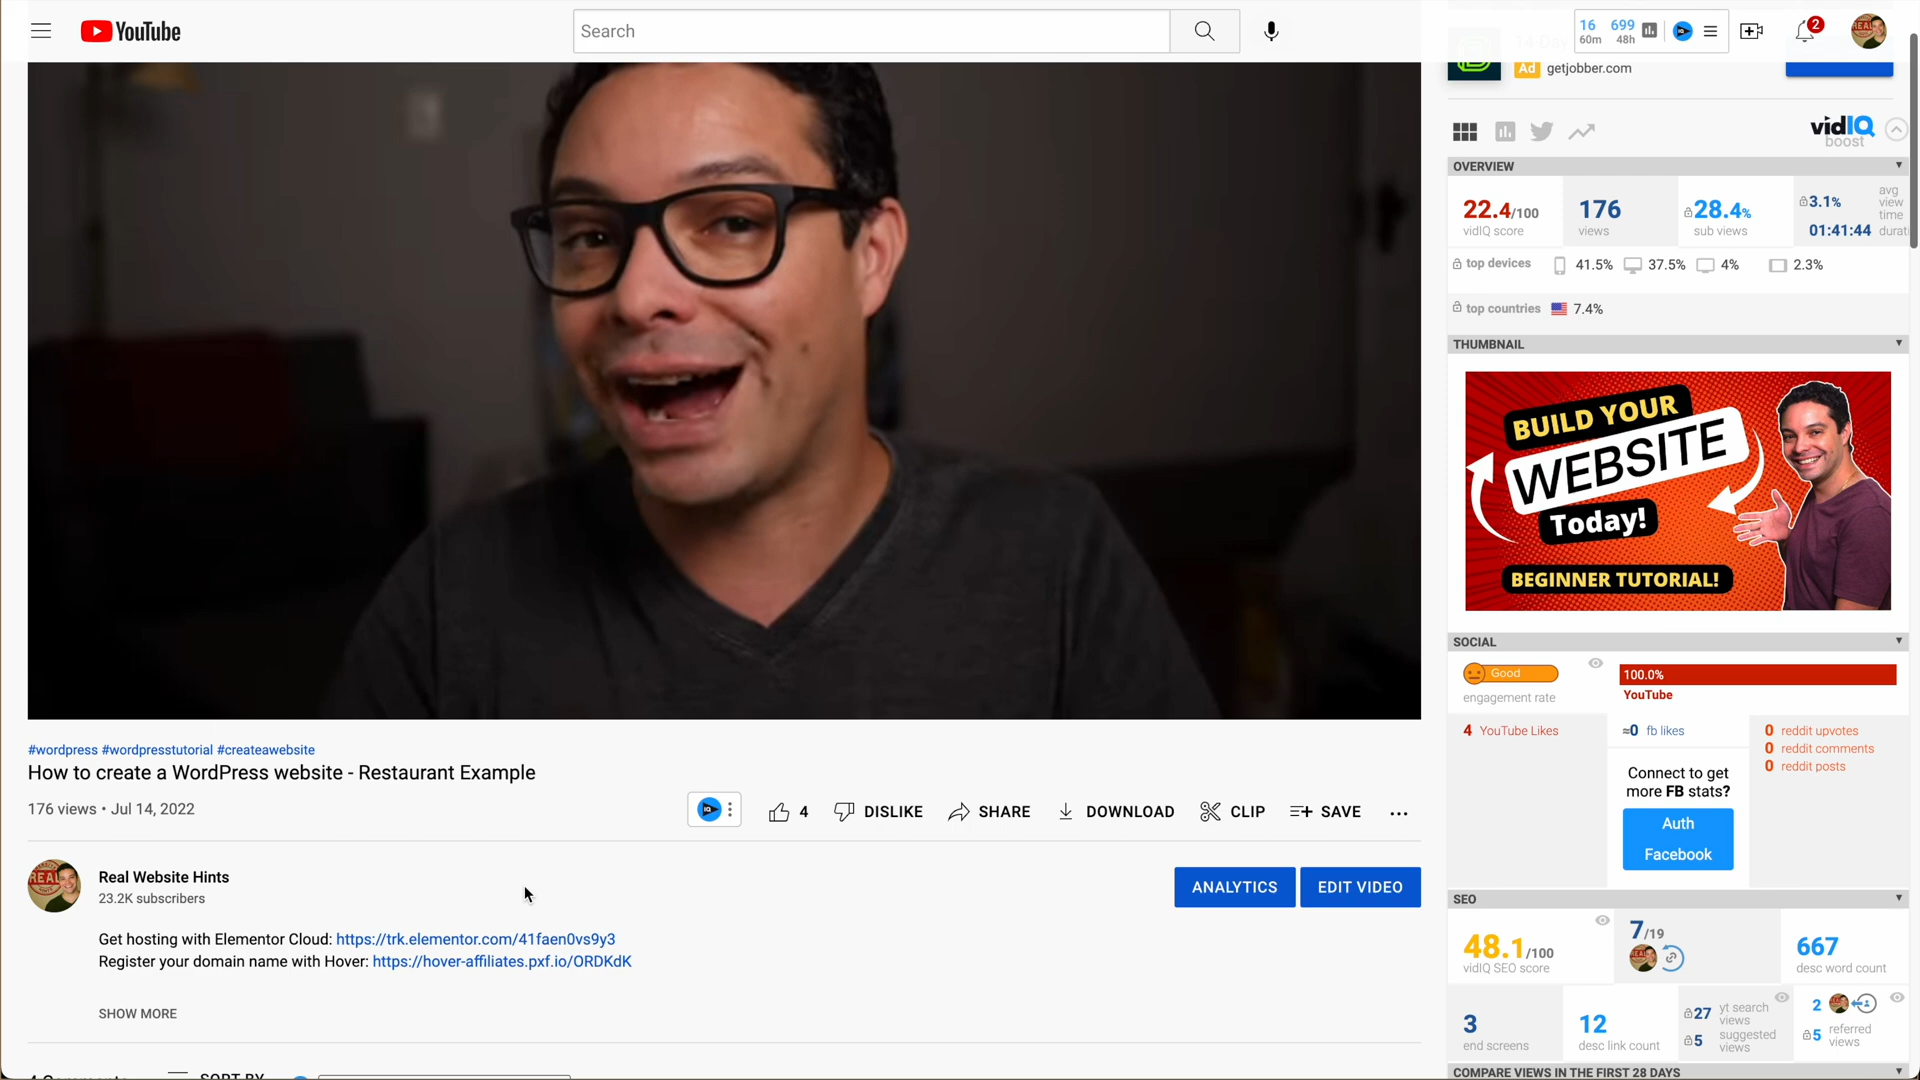 YouTube
Search
16 699
60m 48h
2
Ad getjobber.com
vidIQ
boost
OVERVIEW
22.4/100
vidIQ score
176
views
28.4%
sub views
3.1%
avg
view
time
01:41:44
top devices 41.5% 37.5% 4% 2.3%
top countries 7.4%
THUMBNAIL
BUILD YOUR
WEBSITE
Today!
BEGINNER TUTORIAL!
SOCIAL
Good
engagement rate
100.0%
YouTube
4 YouTube Likes
≈0 fb likes
0 reddit upvotes
0 reddit comments
0 reddit posts
Connect to get
more FB stats?
Auth
Facebook
#wordpress #wordpresstutorial #createawebsite
How to create a WordPress website - Restaurant Example
176 views • Jul 14, 2022
4 DISLIKE SHARE DOWNLOAD CLIP SAVE
REAL
Real Website Hints
23.2K subscribers
ANALYTICS EDIT VIDEO
Get hosting with Elementor Cloud: https://trk.elementor.com/41faen0vs9y3
Register your domain name with Hover: https://hover-affiliates.pxf.io/ORDKdK
SHOW MORE
SORT BY
SEO
48.1/100
vidIQ SEO score
7/19
667
desc word count
3
end screens
12
desc link count
27 yt search
views
5 suggested
views
2
5 referred
views
COMPARE VIEWS IN THE FIRST 28 DAYS